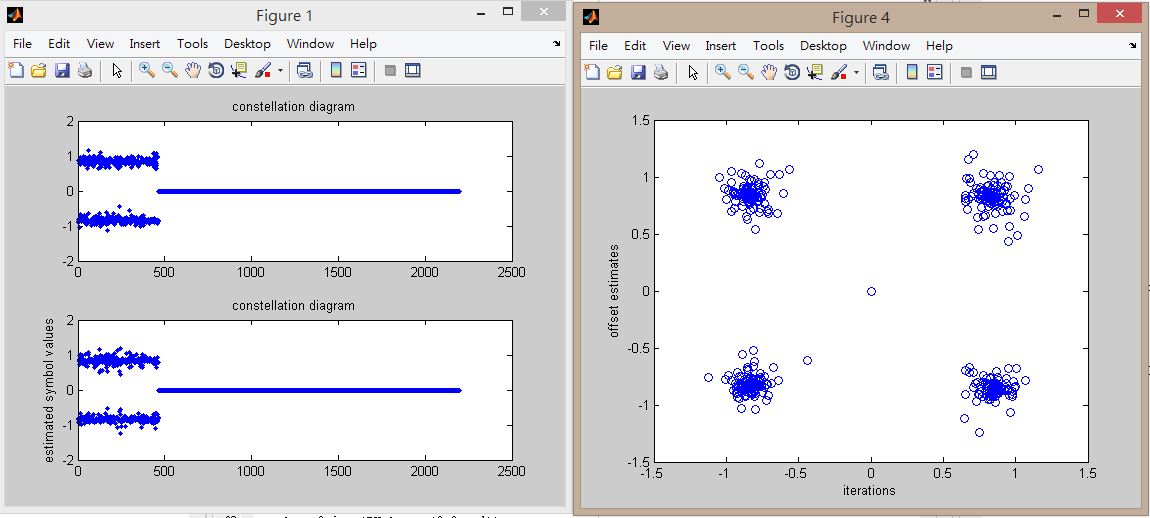 Figure 1
File Edit View Insert Tools Desktop Window Help
constellation diagram
2
1
0
-1
-2
0 500 1000 1500 2000 2500
constellation diagram
estimated symbol values
2
1
0
-1
-2
0 500 1000 1500 2000 2500
Figure 4
File Edit View Insert Tools Desktop Window Help
offset estimates
1.5
1
0.5
0
-0.5
-1
-1.5
-1.5 -1 -0.5 0 0.5 1 1.5
iterations